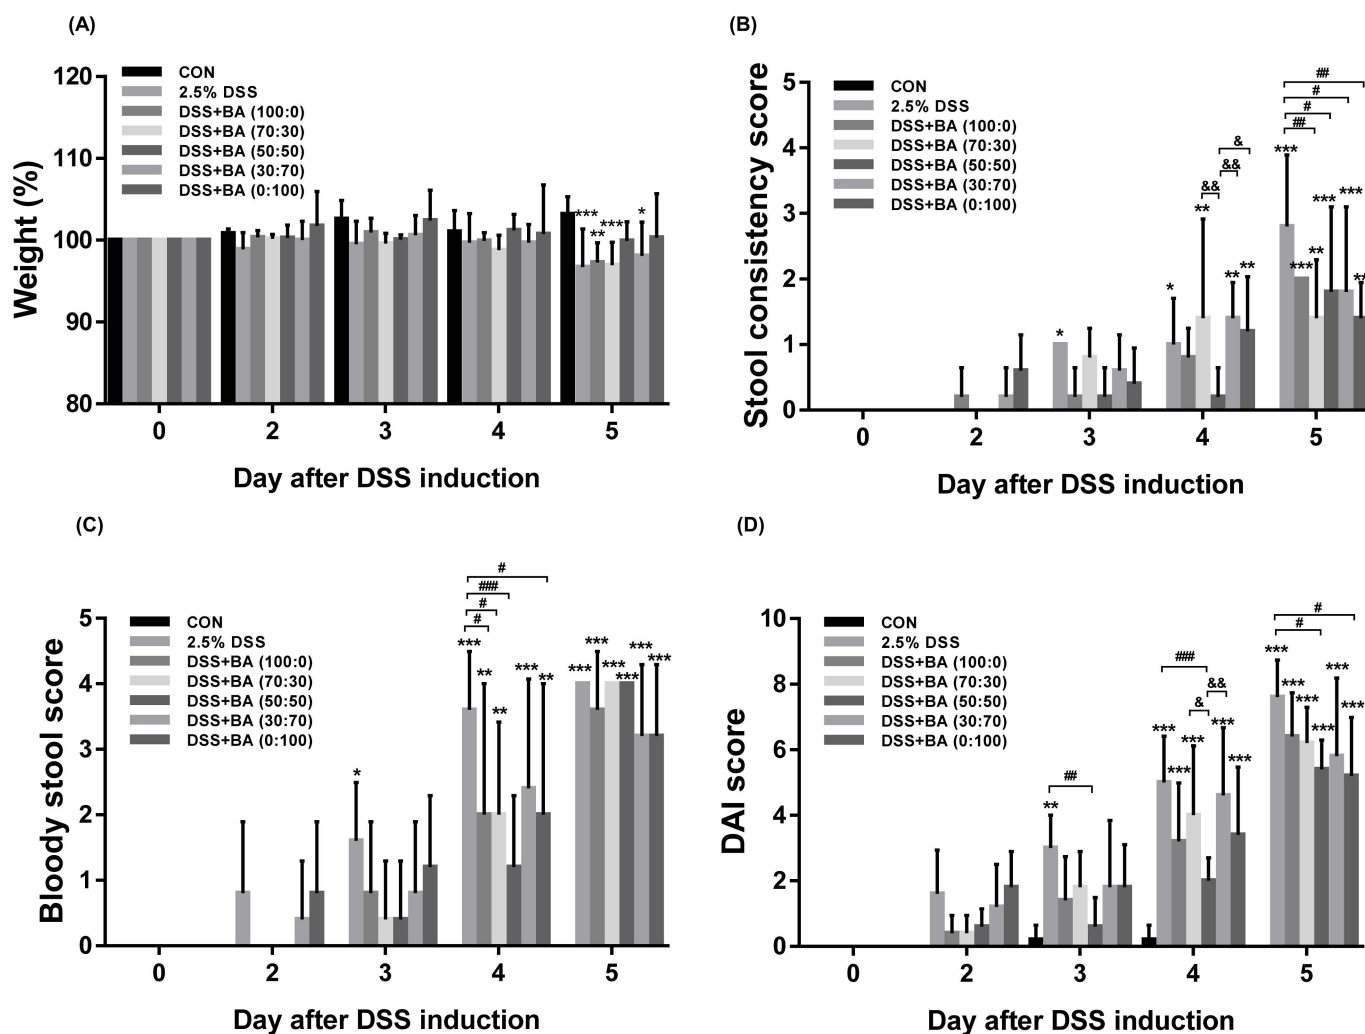 (A)
120
110
100
90
80
Weight (%)
CON
2.5% DSS
DSS+BA (100:0)
DSS+BA (70:30)
DSS+BA (50:50)
DSS+BA (30:70)
DSS+BA (0:100)
***
**
***
*
0 2 3 4 5
Day after DSS induction
(B)
5
4
3
2
1
0
Stool consistency score
CON
2.5% DSS
DSS+BA (100:0)
DSS+BA (70:30)
DSS+BA (50:50)
DSS+BA (30:70)
DSS+BA (0:100)
##
#
#
##
&
&&
&&
*
*
**
**
**
***
***
**
***
***
**
0 2 3 4 5
Day after DSS induction
(C)
5
4
3
2
1
0
Bloody stool score
CON
2.5% DSS
DSS+BA (100:0)
DSS+BA (70:30)
DSS+BA (50:50)
DSS+BA (30:70)
DSS+BA (0:100)
#
###
#
#
*
***
**
**
***
**
***
***
***
***
***
***
0 2 3 4 5
Day after DSS induction
(D)
10
8
6
4
2
0
DAI score
CON
2.5% DSS
DSS+BA (100:0)
DSS+BA (70:30)
DSS+BA (50:50)
DSS+BA (30:70)
DSS+BA (0:100)
##
###
&&
&
#
#
**
***
***
***
***
***
***
***
***
***
***
0 2 3 4 5
Day after DSS induction